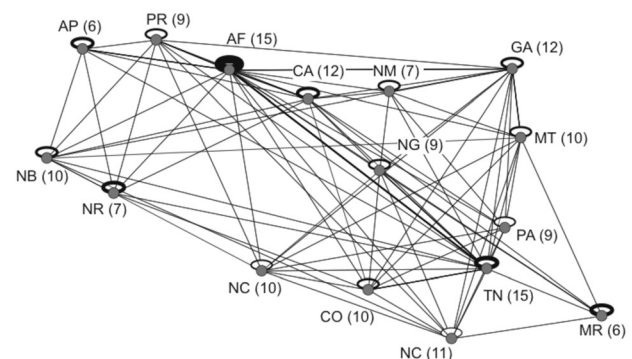 PR (9)
AP (6)
AF (15)
GA (12)
CA (12)
NM (7)
MT (10)
NG (9)
NB (10)
NR (7)
PA (9)
NC (10)
TN (15)
CO (10)
MR (6)
NC (11)